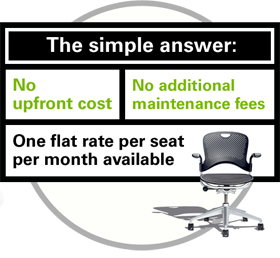 The simple answer:
No
upfront cost
No additional
maintenance fees
One flat rate per seat
per month available